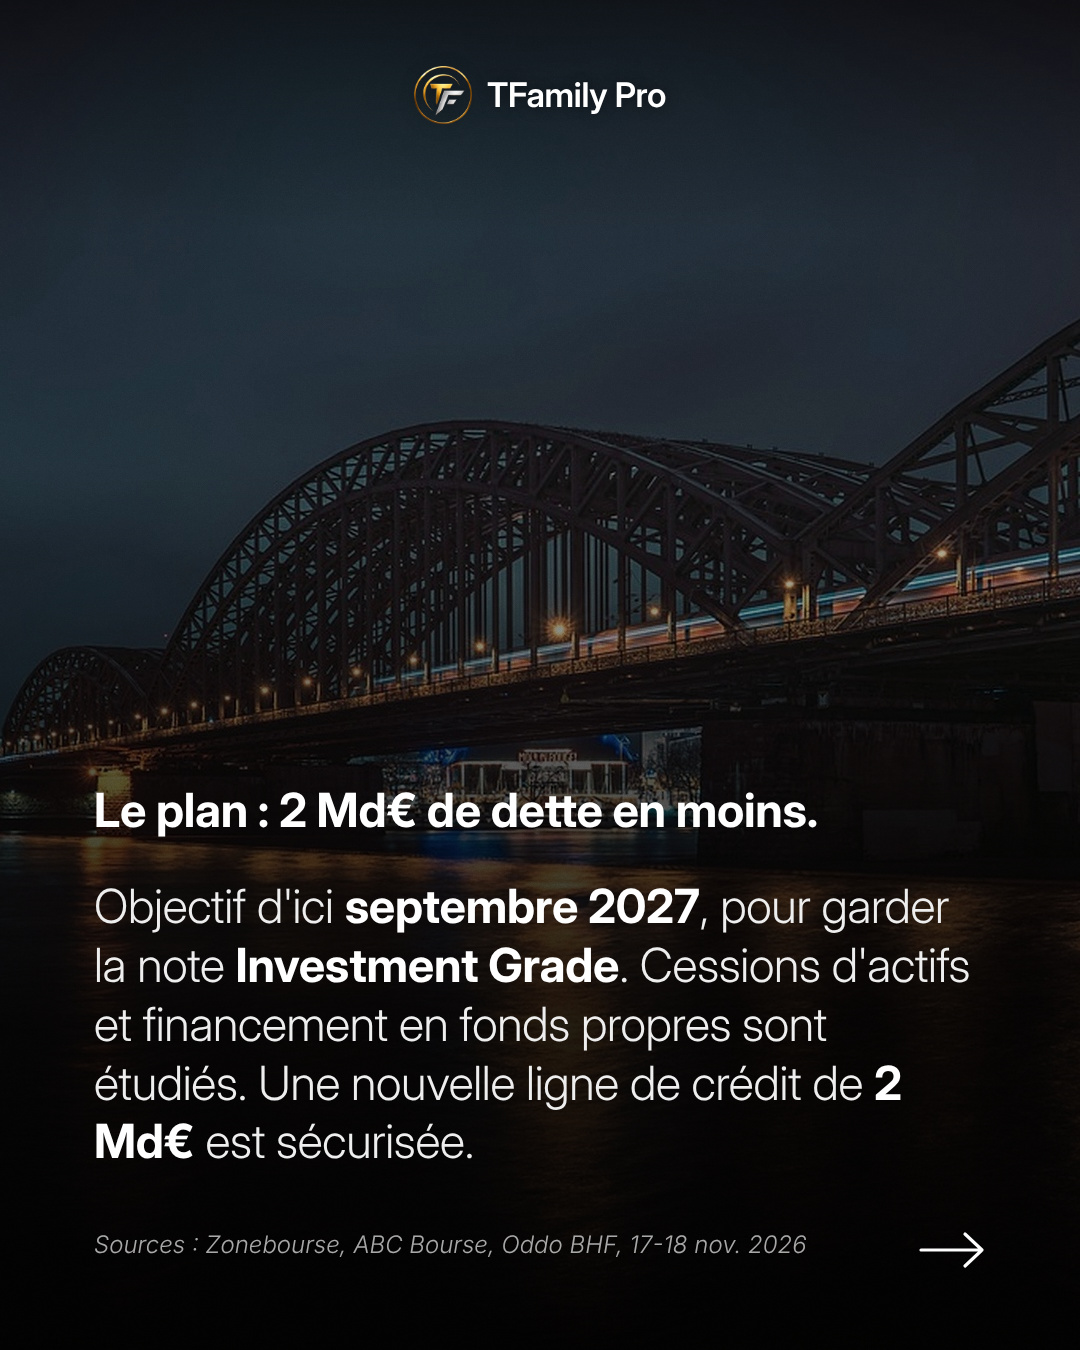 TF TFamily Pro
Le plan : 2 Md€ de dette en moins.
Objectif d'ici septembre 2027, pour garder
la note Investment Grade. Cessions d'actifs
et financement en fonds propres sont
étudiés. Une nouvelle ligne de crédit de 2
Md€ est sécurisée.
Sources : Zonebourse, ABC Bourse, Oddo BHF, 17-18 nov. 2026